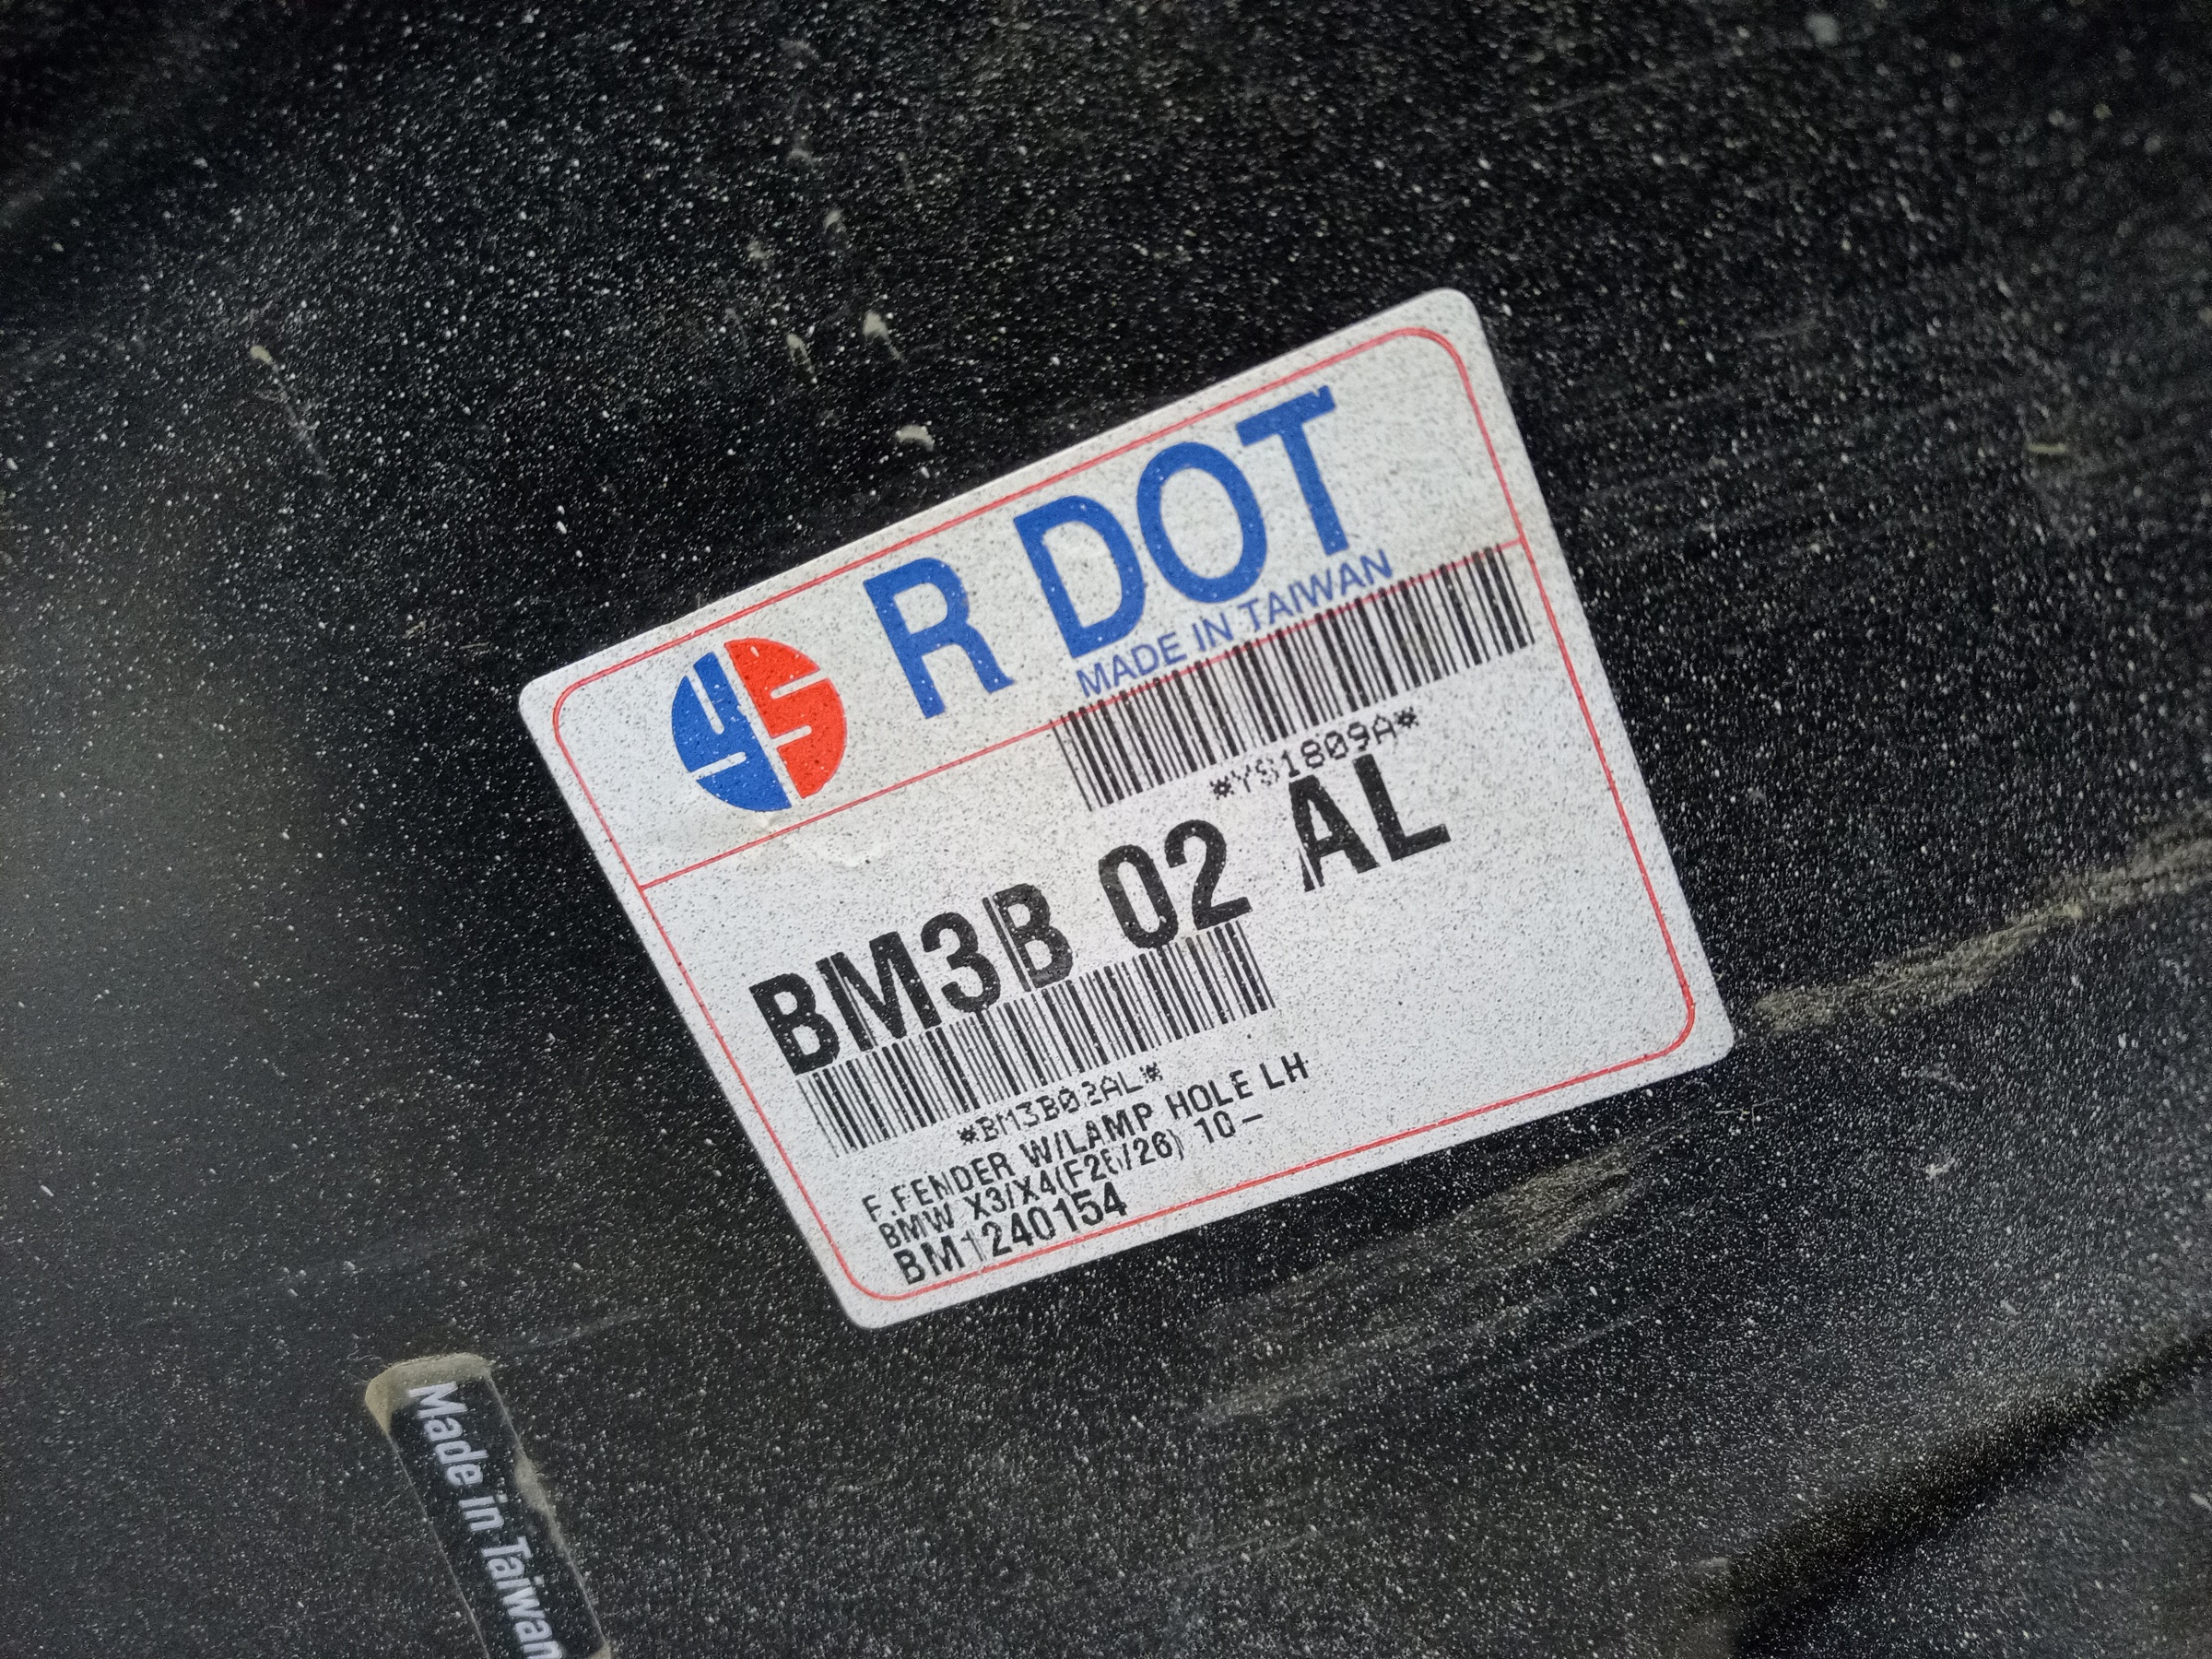 YS R DOT
MADE IN TAIWAN
*YS1809A*
BM3B 02 AL
*BM3B02AL*
F.FENDER W/LAMP HOLE LH
BMW X3/X4(F25/26) 10-
BM1240154
Made in Taiwan